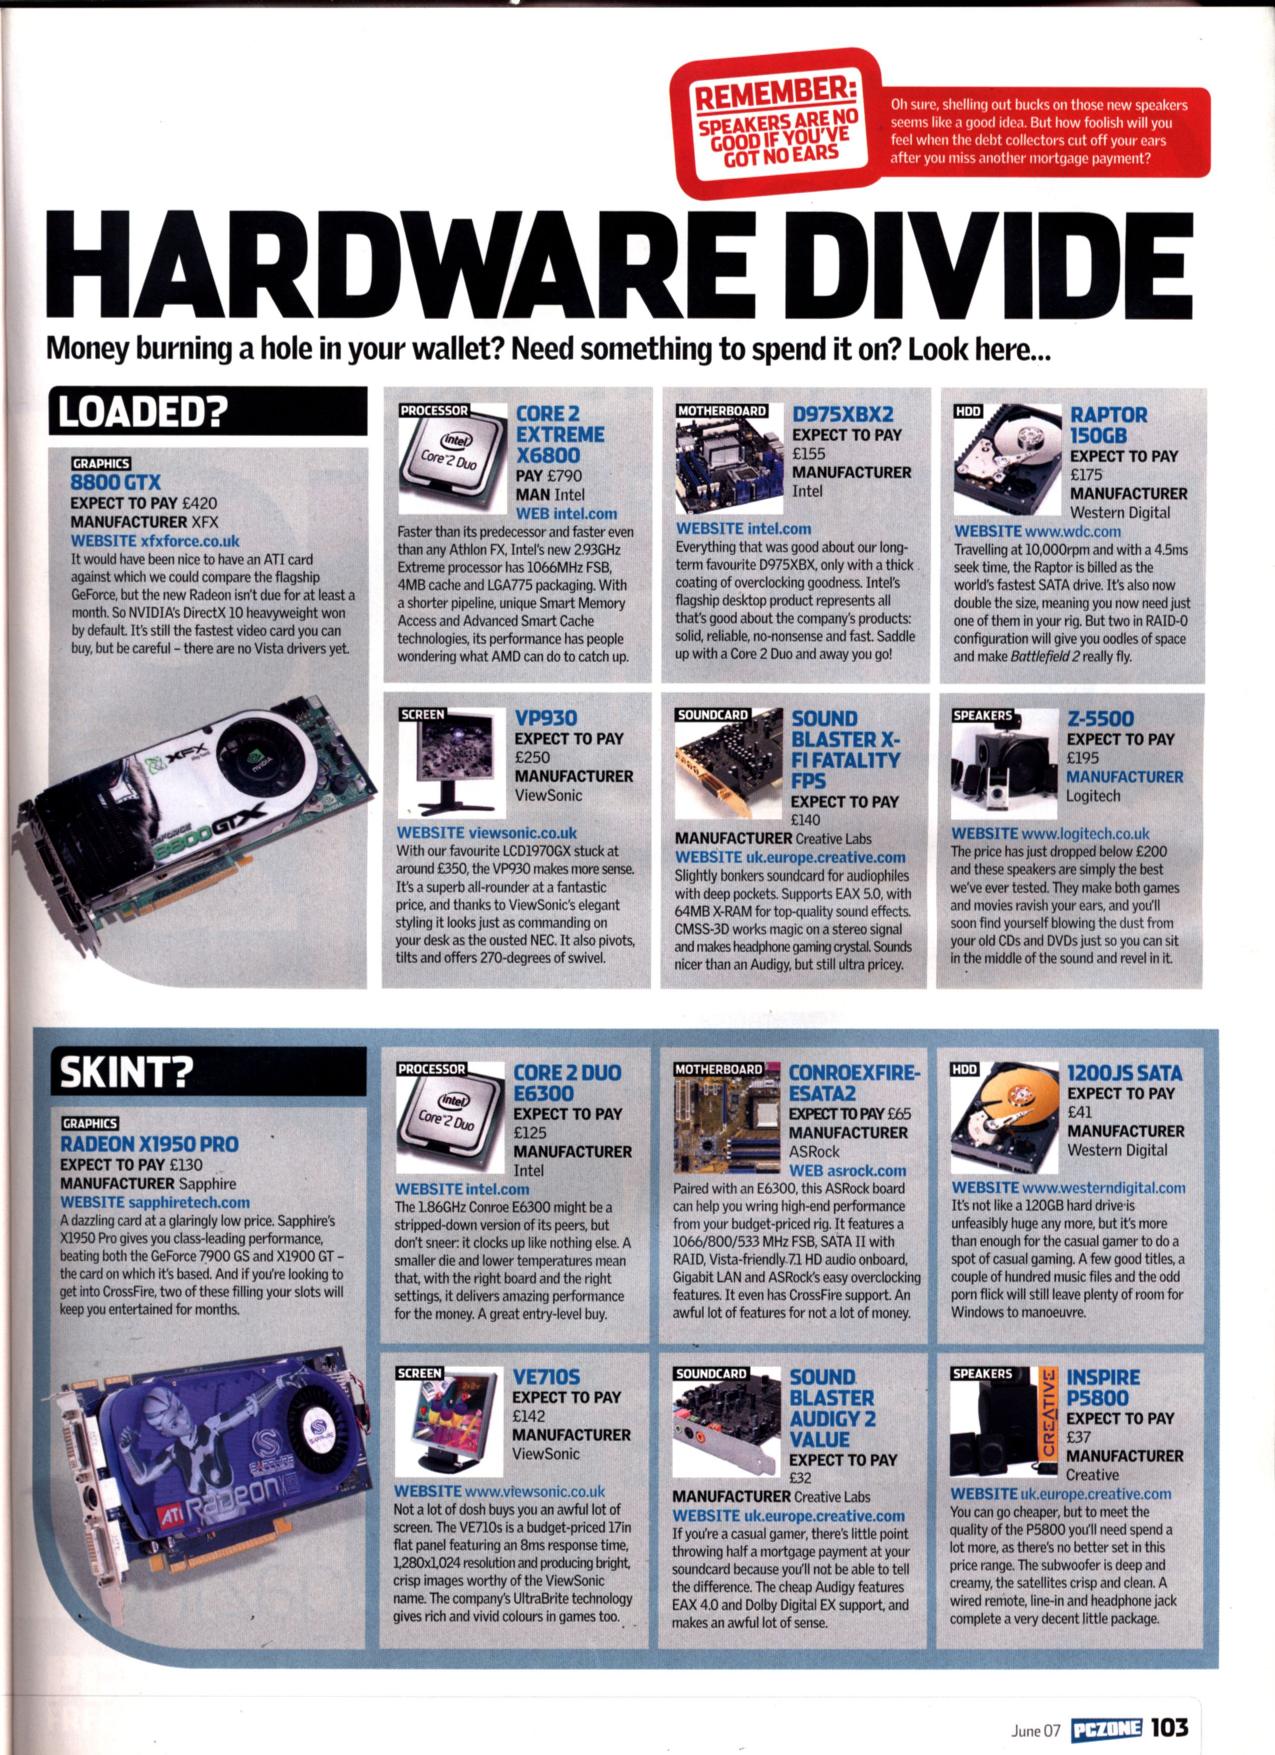 REMEMBER:
SPEAKERS ARE NO
GOOD IF YOU'VE
GOT NO EARS
Oh sure, shelling out bucks on those new speakers
seems like a good idea. But how foolish will you
feel when the debt collectors cut off your ears
after you miss another mortgage payment?
HARDWARE DIVIDE
Money burning a hole in your wallet? Need something to spend it on? Look here...
LOADED?
GRAPHICS
8800 GTX
EXPECT TO PAY £420
MANUFACTURER XFX
WEBSITE xfxforce.co.uk
It would have been nice to have an ATI card
against which we could compare the flagship
GeForce, but the new Radeon isn't due for at least a
month. So NVIDIA's DirectX 10 heavyweight won
by default. It's still the fastest video card you can
buy, but be careful – there are no Vista drivers yet.
XFX
NVIDIA
8800GTX
PROCESSOR
intel
Core 2 Duo
CORE 2
EXTREME
X6800
PAY £790
MAN Intel
WEB intel.com
Faster than its predecessor and faster even
than any Athlon FX, Intel's new 2.93GHz
Extreme processor has 1066MHz FSB,
4MB cache and LGA775 packaging. With
a shorter pipeline, unique Smart Memory
Access and Advanced Smart Cache
technologies, its performance has people
wondering what AMD can do to catch up.
MOTHERBOARD
D975XBX2
EXPECT TO PAY
£155
MANUFACTURER
Intel
WEBSITE intel.com
Everything that was good about our long-
term favourite D975XBX, only with a thick
coating of overclocking goodness. Intel's
flagship desktop product represents all
that's good about the company's products:
solid, reliable, no-nonsense and fast. Saddle
up with a Core 2 Duo and away you go!
HDD
RAPTOR
150GB
EXPECT TO PAY
£175
MANUFACTURER
Western Digital
WEBSITE www.wdc.com
Travelling at 10,000rpm and with a 4.5ms
seek time, the Raptor is billed as the
world's fastest SATA drive. It's also now
double the size, meaning you now need just
one of them in your rig. But two in RAID-0
configuration will give you oodles of space
and make Battlefield 2 really fly.
SCREEN
VP930
EXPECT TO PAY
£250
MANUFACTURER
ViewSonic
WEBSITE viewsonic.co.uk
With our favourite LCD1970GX stuck at
around £350, the VP930 makes more sense.
It's a superb all-rounder at a fantastic
price, and thanks to ViewSonic's elegant
styling it looks just as commanding on
your desk as the ousted NEC. It also pivots,
tilts and offers 270-degrees of swivel.
SOUNDCARD
SOUND
BLASTER X-
FI FATAL1TY
FPS
EXPECT TO PAY
£140
MANUFACTURER Creative Labs
WEBSITE uk.europe.creative.com
Slightly bonkers soundcard for audiophiles
with deep pockets. Supports EAX 5.0, with
64MB X-RAM for top-quality sound effects.
CMSS-3D works magic on a stereo signal
and makes headphone gaming crystal. Sounds
nicer than an Audigy, but still ultra pricey.
SPEAKERS
Z-5500
EXPECT TO PAY
£195
MANUFACTURER
Logitech
WEBSITE www.logitech.co.uk
The price has just dropped below £200
and these speakers are simply the best
we've ever tested. They make both games
and movies ravish your ears, and you'll
soon find yourself blowing the dust from
your old CDs and DVDs just so you can sit
in the middle of the sound and revel in it.
SKINT?
GRAPHICS
RADEON X1950 PRO
EXPECT TO PAY £130
MANUFACTURER Sapphire
WEBSITE sapphiretech.com
A dazzling card at a glaringly low price. Sapphire's
X1950 Pro gives you class-leading performance,
beating both the GeForce 7900 GS and X1900 GT –
the card on which it's based. And if you're looking to
get into CrossFire, two of these filling your slots will
keep you entertained for months.
SAPPHIRE
ATI RADEON
PROCESSOR
intel
Core 2 Duo
CORE 2 DUO
E6300
EXPECT TO PAY
£125
MANUFACTURER
Intel
WEBSITE intel.com
The 1.86GHz Conroe E6300 might be a
stripped-down version of its peers, but
don't sneer: it clocks up like nothing else. A
smaller die and lower temperatures mean
that, with the right board and the right
settings, it delivers amazing performance
for the money. A great entry-level buy.
MOTHERBOARD
CONROEXFIRE-
ESATA2
EXPECT TO PAY £65
MANUFACTURER
ASRock
WEB asrock.com
Paired with an E6300, this ASRock board
can help you wring high-end performance
from your budget-priced rig. It features a
1066/800/533 MHz FSB, SATA II with
RAID, Vista-friendly 7.1 HD audio onboard,
Gigabit LAN and ASRock's easy overclocking
features. It even has CrossFire support. An
awful lot of features for not a lot of money.
HDD
1200JS SATA
EXPECT TO PAY
£41
MANUFACTURER
Western Digital
WEBSITE www.westerndigital.com
It's not like a 120GB hard drive is
unfeasibly huge any more, but it's more
than enough for the casual gamer to do a
spot of casual gaming. A few good titles, a
couple of hundred music files and the odd
porn flick will still leave plenty of room for
Windows to manoeuvre.
SCREEN
VE710S
EXPECT TO PAY
£142
MANUFACTURER
ViewSonic
WEBSITE www.viewsonic.co.uk
Not a lot of dosh buys you an awful lot of
screen. The VE710s is a budget-priced 17in
flat panel featuring an 8ms response time,
1,280x1,024 resolution and producing bright,
crisp images worthy of the ViewSonic
name. The company's UltraBrite technology
gives rich and vivid colours in games too.
SOUNDCARD
SOUND
BLASTER
AUDIGY 2
VALUE
EXPECT TO PAY
£32
MANUFACTURER Creative Labs
WEBSITE uk.europe.creative.com
If you're a casual gamer, there's little point
throwing half a mortgage payment at your
soundcard because you'll not be able to tell
the difference. The cheap Audigy features
EAX 4.0 and Dolby Digital EX support, and
makes an awful lot of sense.
SPEAKERS
CREATIVE
INSPIRE
P5800
EXPECT TO PAY
£37
MANUFACTURER
Creative
WEBSITE uk.europe.creative.com
You can go cheaper, but to meet the
quality of the P5800 you'll need spend a
lot more, as there's no better set in this
price range. The subwoofer is deep and
creamy, the satellites crisp and clean. A
wired remote, line-in and headphone jack
complete a very decent little package.
June 07 PCZONE 103